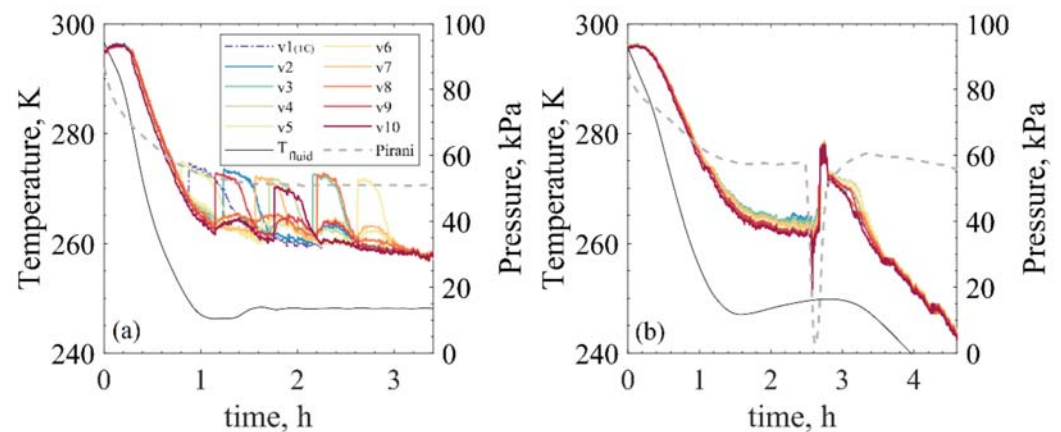 300
280
260
240
Temperature, K
0
1
2
3
time, h
100
80
60
40
20
0
Pressure, kPa
(a)
v1(1C)
v2
v3
v4
v5
T_fluid
v6
v7
v8
v9
v10
Pirani
300
280
260
240
Temperature, K
0
1
2
3
4
time, h
100
80
60
40
20
0
Pressure, kPa
(b)